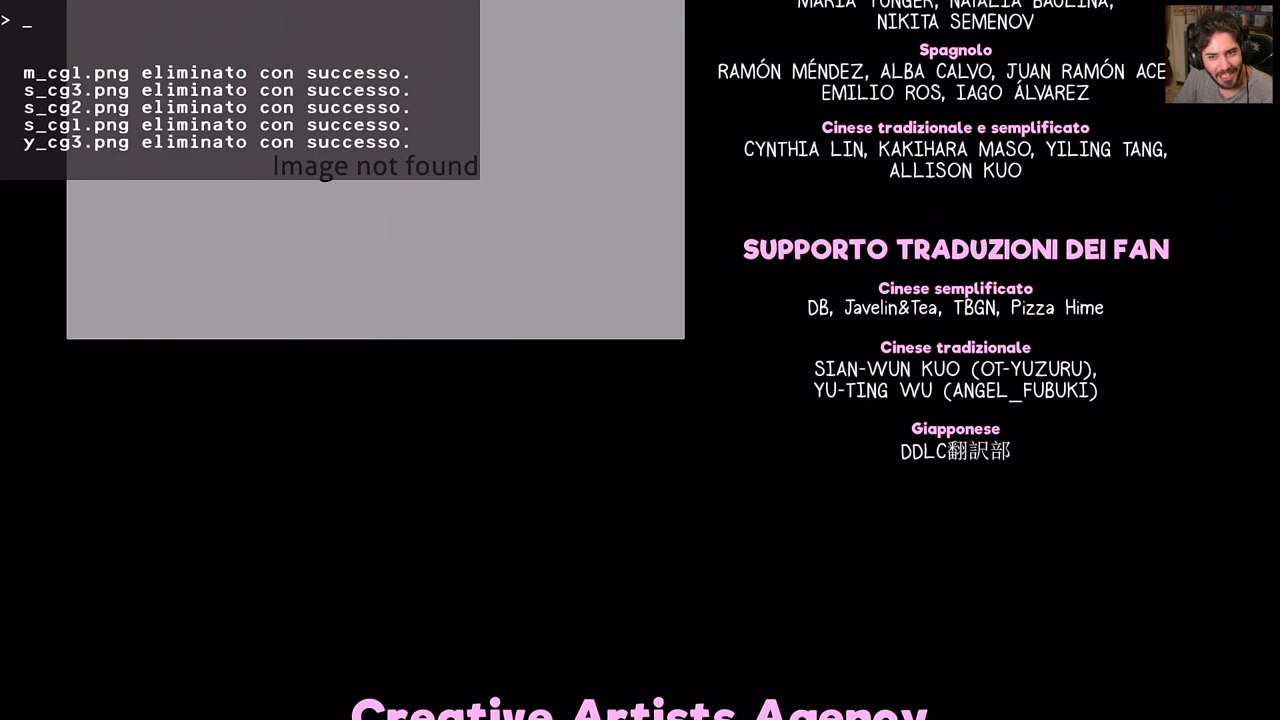 > _
m_cg1.png eliminato con successo.
s_cg3.png eliminato con successo.
s_cg2.png eliminato con successo.
s_cg1.png eliminato con successo.
y_cg3.png eliminato con successo.
Image not found
MARIA YUNGER, NATALIA BAULINA,
NIKITA SEMENOV
Spagnolo
RAMÓN MÉNDEZ, ALBA CALVO, JUAN RAMÓN ACE
EMILIO ROS, IAGO ÁLVAREZ
Cinese tradizionale e semplificato
CYNTHIA LIN, KAKIHARA MASO, YILING TANG,
ALLISON KUO
SUPPORTO TRADUZIONI DEI FAN
Cinese semplificato
DB, Javelin&Tea, TBGN, Pizza Hime
Cinese tradizionale
SIAN-WUN KUO (OT-YUZURU),
YU-TING WU (ANGEL_FUBUKI)
Giapponese
DDLC翻訳部
Creative Artists Agency